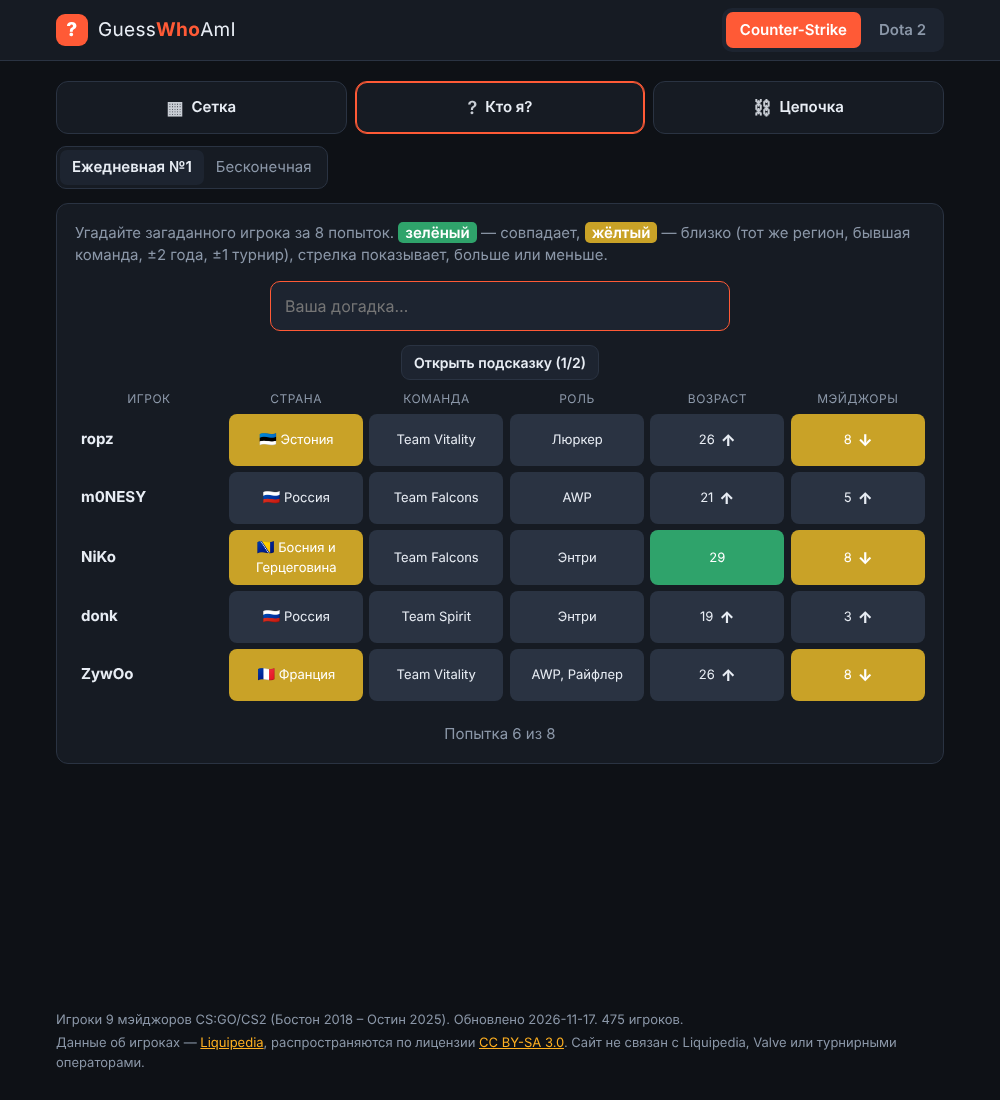 ? GuessWhoAmI
Counter-Strike Dota 2
Сетка
? Кто я?
Цепочка
Ежедневная №1 Бесконечная
Угадайте загаданного игрока за 8 попыток. зелёный — совпадает, жёлтый — близко (тот же регион, бывшая
команда, ±2 года, ±1 турнир), стрелка показывает, больше или меньше.
Ваша догадка...
Открыть подсказку (1/2)
ИГРОК СТРАНА КОМАНДА РОЛЬ ВОЗРАСТ МЭЙДЖОРЫ
ropz Эстония Team Vitality Люркер 26 ↑ 8 ↓
m0NESY Россия Team Falcons AWP 21 ↑ 5 ↑
NiKo Босния и Герцеговина Team Falcons Энтри 29 8 ↓
donk Россия Team Spirit Энтри 19 ↑ 3 ↑
ZywOo Франция Team Vitality AWP, Райфлер 26 ↑ 8 ↓
Попытка 6 из 8
Игроки 9 мэйджоров CS:GO/CS2 (Бостон 2018 – Остин 2025). Обновлено 2026-11-17. 475 игроков.
Данные об игроках — Liquipedia, распространяются по лицензии CC BY-SA 3.0. Сайт не связан с Liquipedia, Valve или турнирными
операторами.